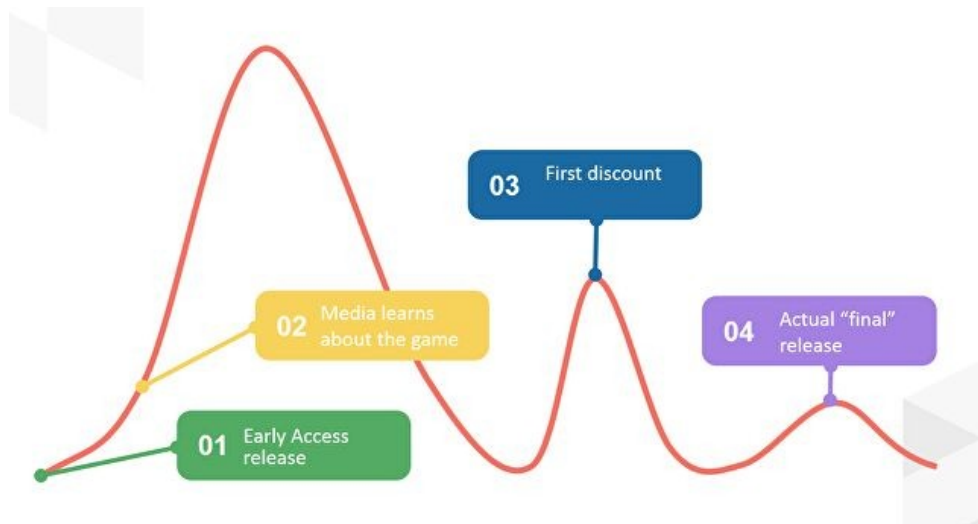 01 Early Access
release
02 Media learns
about the game
03 First discount
04 Actual “final”
release